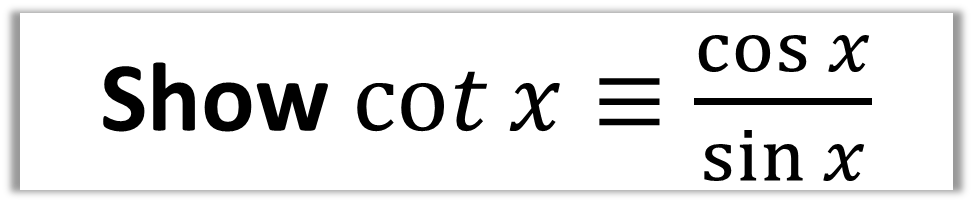 Show cot x ≡ cos x / sin x